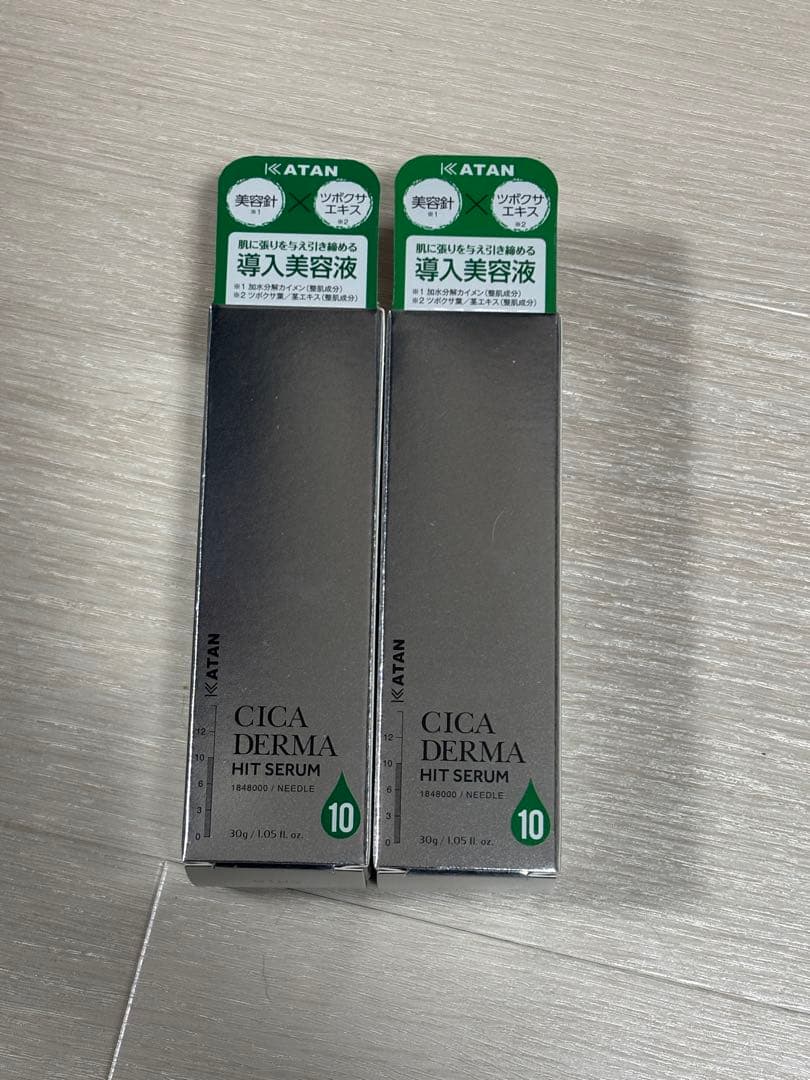 KATAN
美容針
※1
×
ツボクサ
エキス
※2
肌に張りを与え引き締める
導入美容液
※1 加水分解カイメン(整肌成分)
※2 ツボクサ葉/茎エキス(整肌成分)
KATAN
12
10
6
3
0
CICA
DERMA
HIT SERUM
1848000 / NEEDLE
10
30g / 1.05 fl. oz.
KATAN
美容針
※1
×
ツボクサ
エキス
※2
肌に張りを与え引き締める
導入美容液
※1 加水分解カイメン(整肌成分)
※2 ツボクサ葉/茎エキス(整肌成分)
KATAN
12
10
6
3
0
CICA
DERMA
HIT SERUM
1848000 / NEEDLE
10
30g / 1.05 fl. oz.